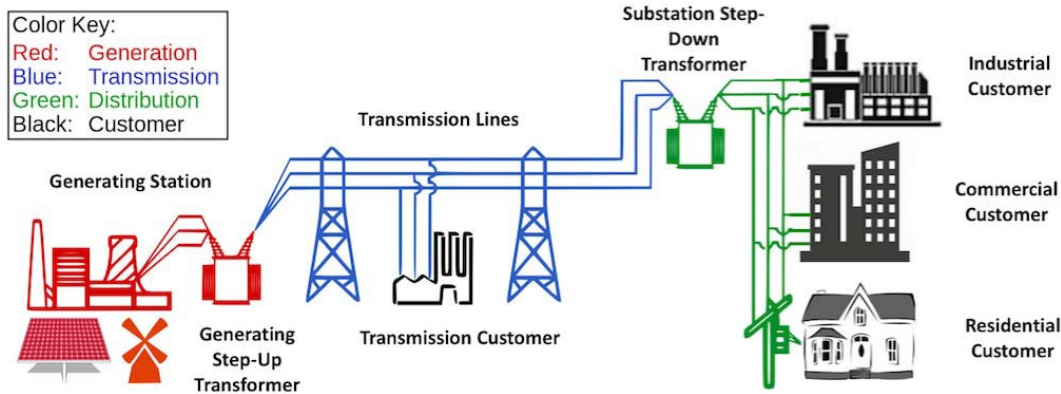 Color Key:
Red: Generation
Blue: Transmission
Green: Distribution
Black: Customer
Substation Step-
Down
Transformer
Industrial
Customer
Transmission Lines
Generating Station
Commercial
Customer
Generating
Step-Up
Transformer
Transmission Customer
Residential
Customer